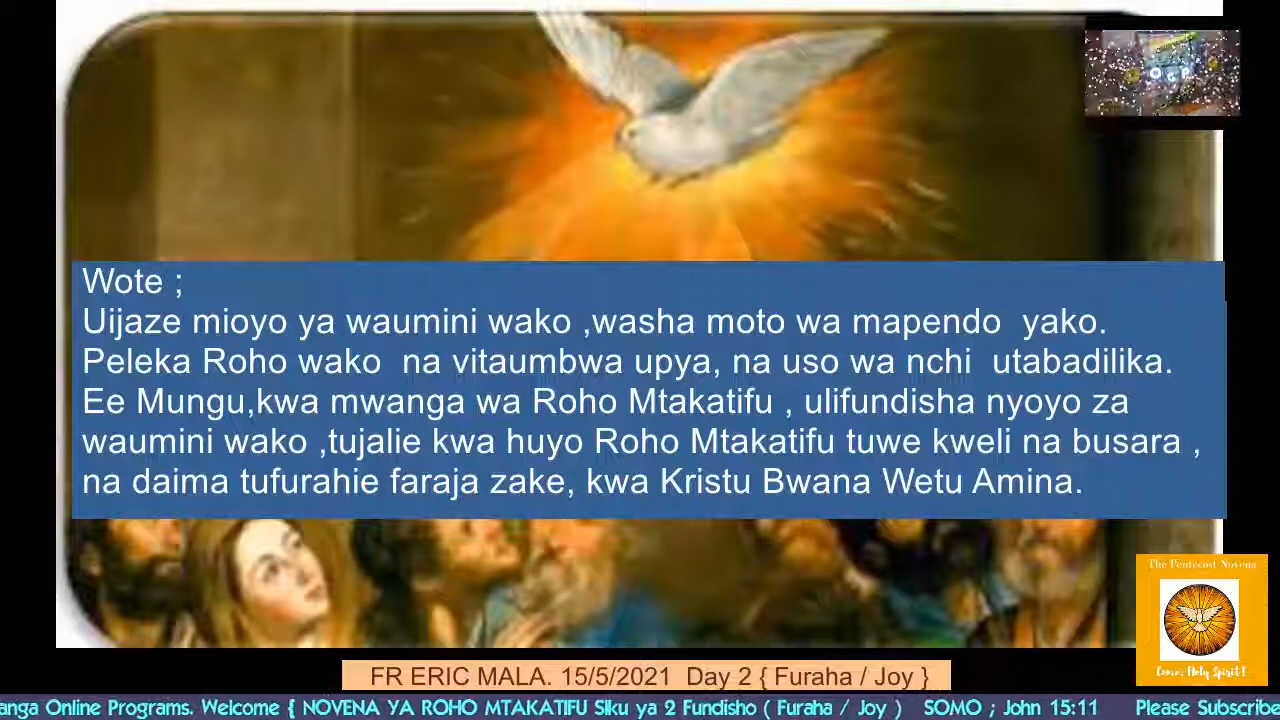 O C P
Wote ;
Uijaze mioyo ya waumini wako ,washa moto wa mapendo yako.
Peleka Roho wako na vitaumbwa upya, na uso wa nchi utabadilika.
Ee Mungu,kwa mwanga wa Roho Mtakatifu , ulifundisha nyoyo za
waumini wako ,tujalie kwa huyo Roho Mtakatifu tuwe kweli na busara ,
na daima tufurahie faraja zake, kwa Kristu Bwana Wetu Amina.
The Pentecost Novena
Come, Holy Spirit!
FR ERIC MALA. 15/5/2021 Day 2 { Furaha / Joy }
anga Online Programs. Welcome { NOVENA YA ROHO MTAKATIFU SIku ya 2 Fundisho ( Furaha / Joy ) SOMO ; John 15:11 Please Subscribe